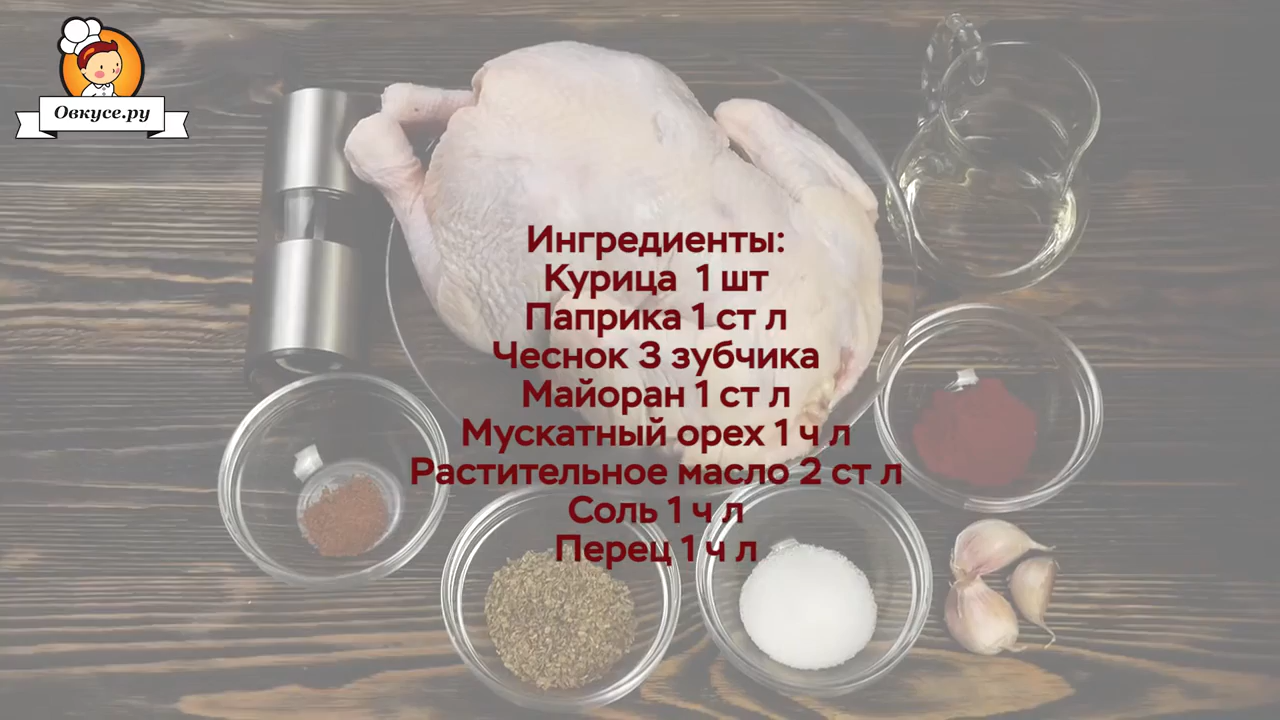 Овкусе.ру
Ингредиенты:
Курица 1 шт
Паприка 1 ст л
Чеснок 3 зубчика
Майоран 1 ст л
Мускатный орех 1 ч л
Растительное масло 2 ст л
Соль 1 ч л
Перец 1 ч л